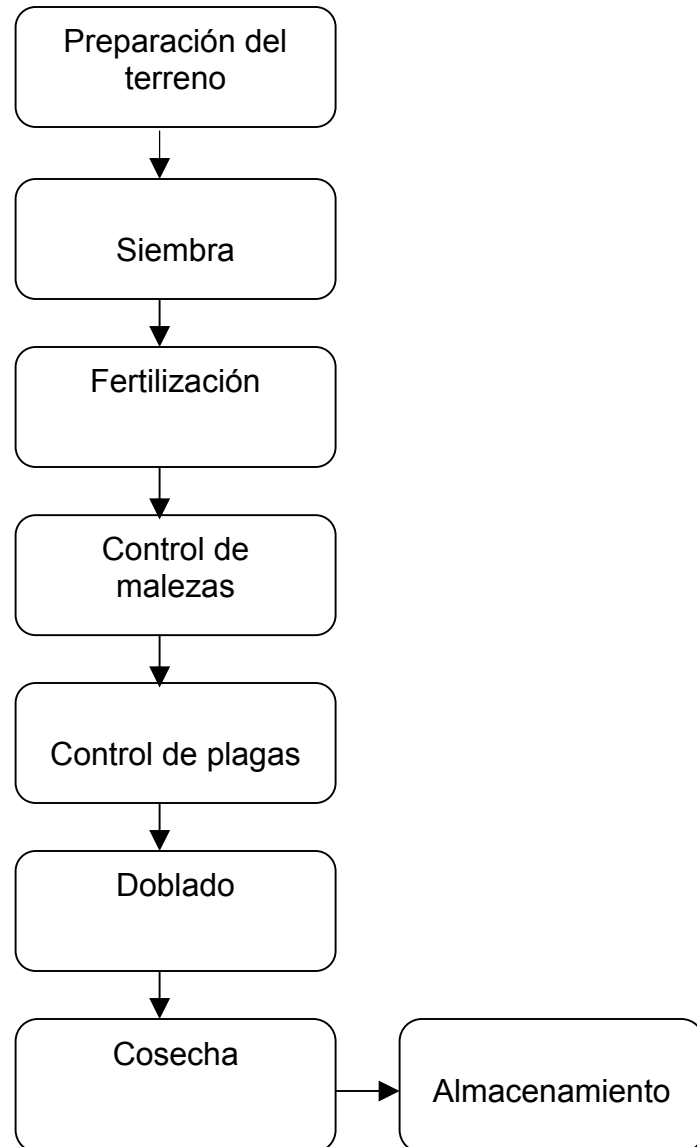 Preparación del
terreno
Siembra
Fertilización
Control de
malezas
Control de plagas
Doblado
Cosecha
Almacenamiento